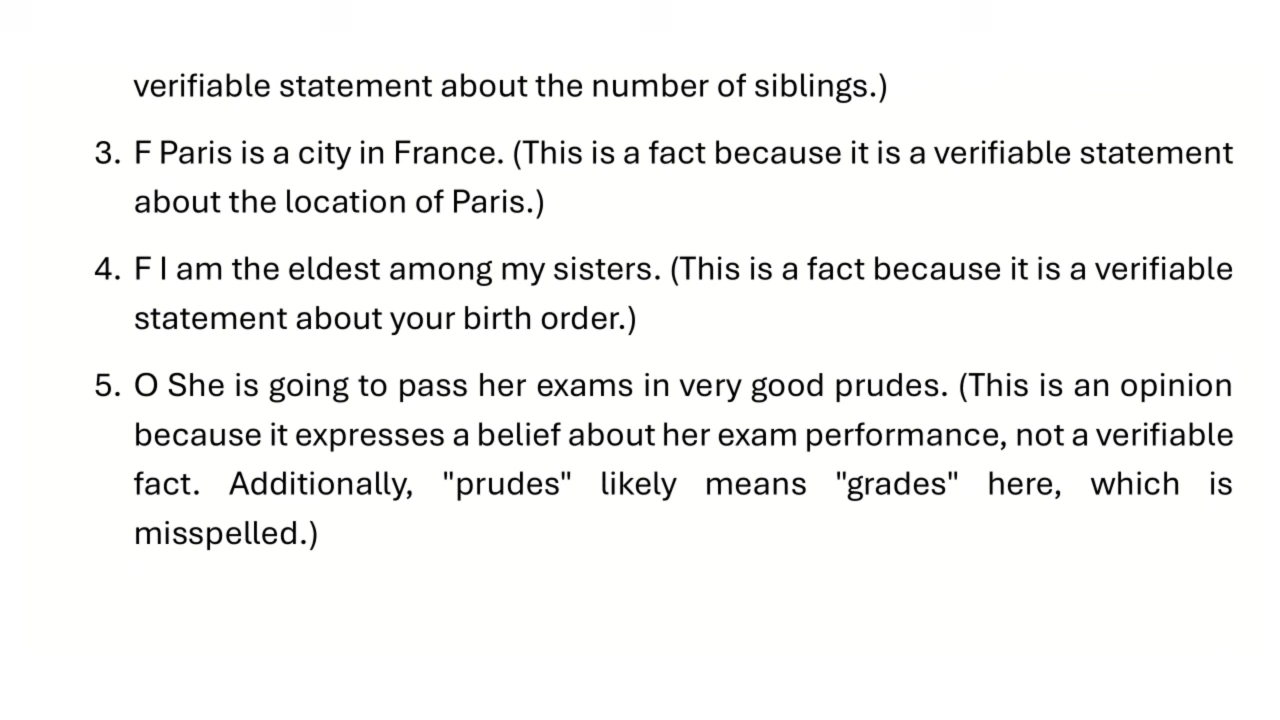 verifiable statement about the number of siblings.)
3. F Paris is a city in France. (This is a fact because it is a verifiable statement
about the location of Paris.)
4. F I am the eldest among my sisters. (This is a fact because it is a verifiable
statement about your birth order.)
5. O She is going to pass her exams in very good prudes. (This is an opinion
because it expresses a belief about her exam performance, not a verifiable
fact. Additionally, "prudes" likely means "grades" here, which is
misspelled.)